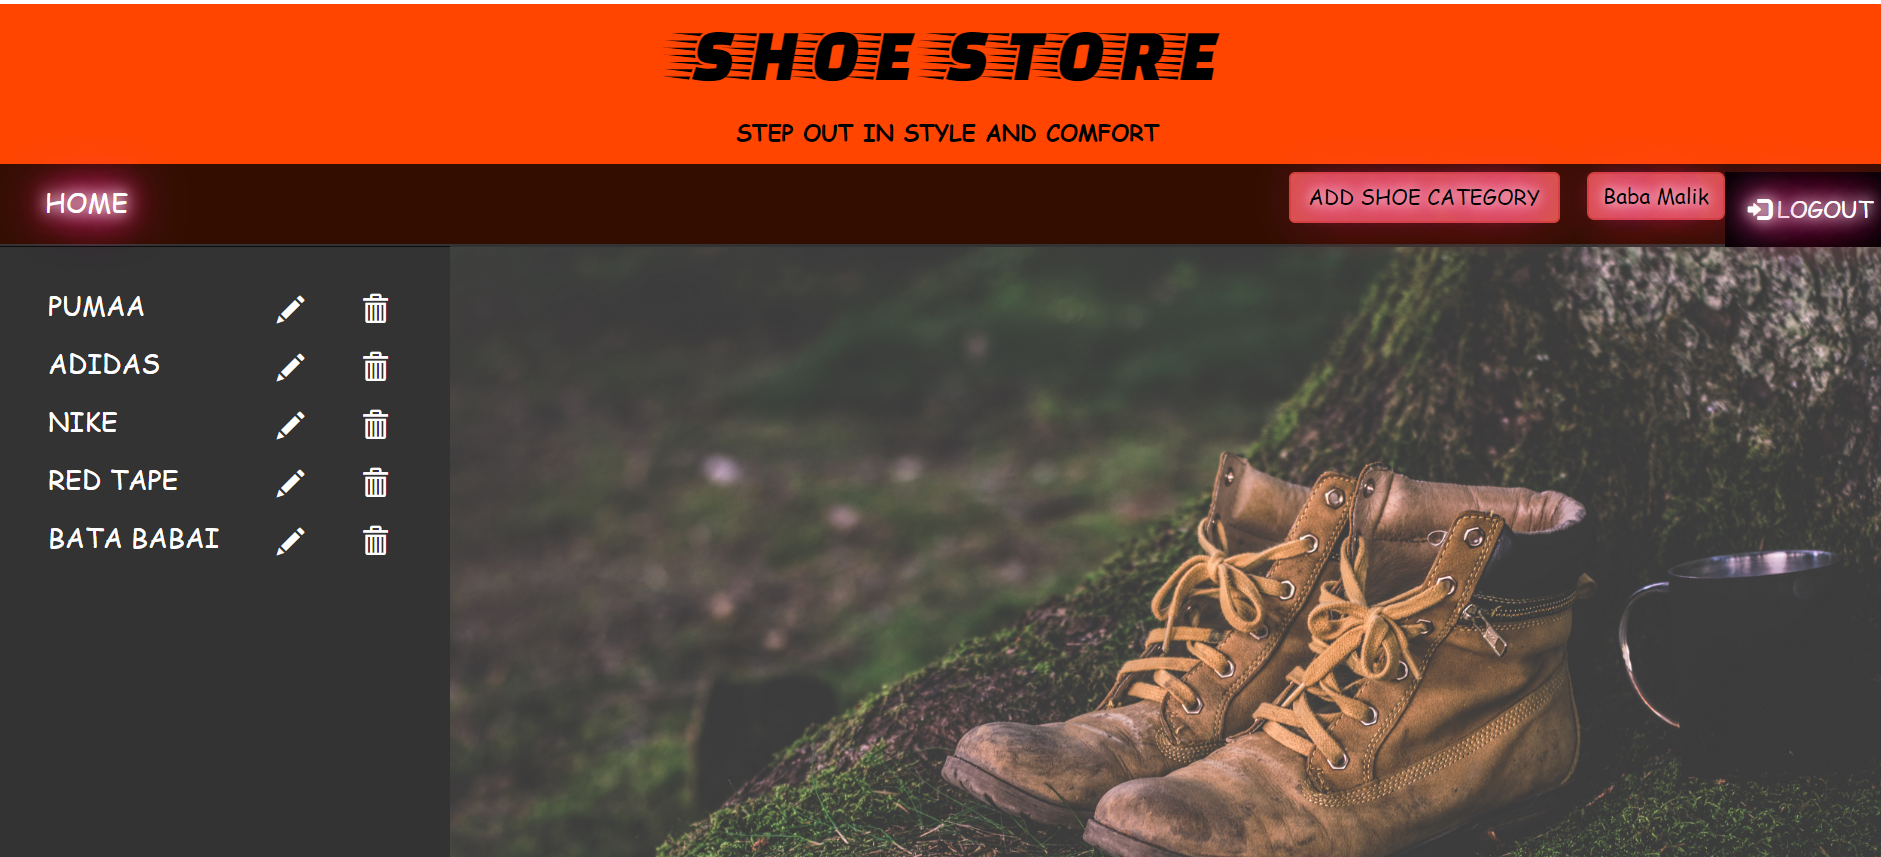 SHOE STORE
STEP OUT IN STYLE AND COMFORT
HOME
ADD SHOE CATEGORY
Baba Malik
LOGOUT
PUMAA
ADIDAS
NIKE
RED TAPE
BATA BABAI